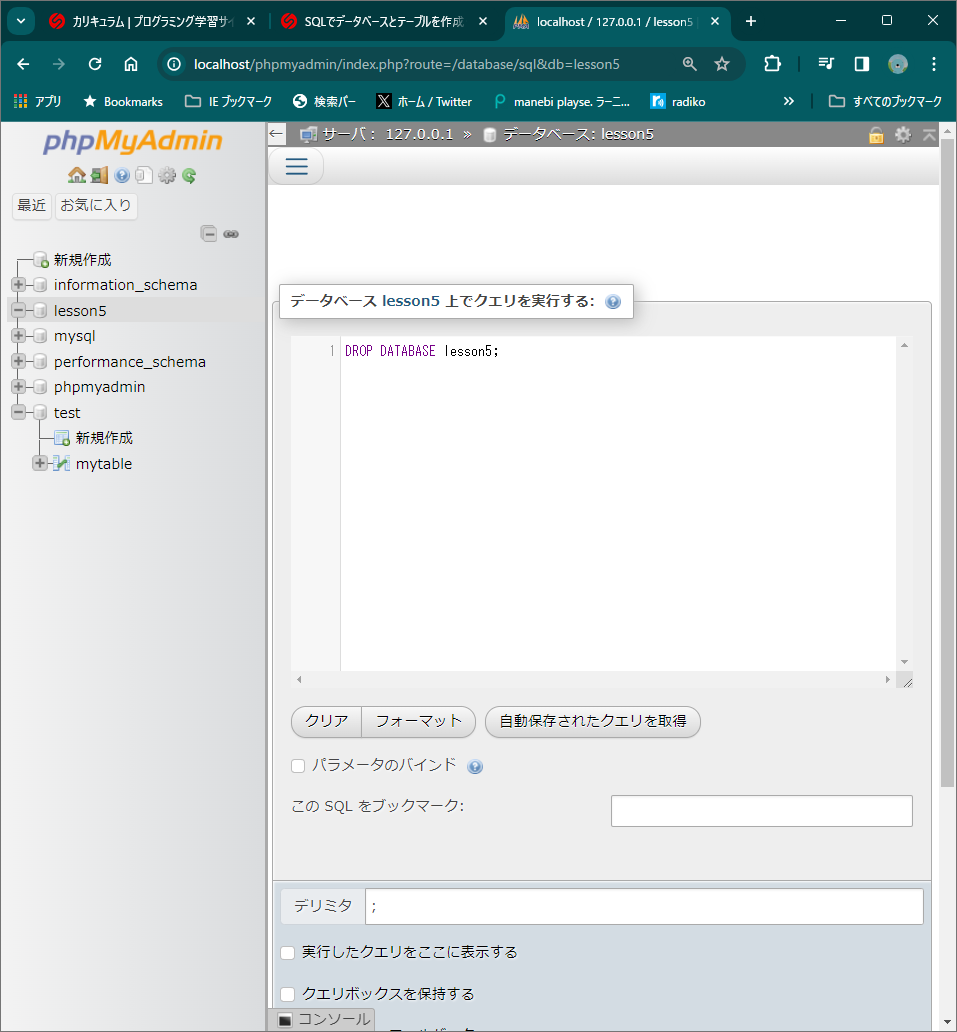 カリキュラム | プログラミング学習サイ
SQLでデータベースとテーブルを作成
localhost / 127.0.0.1 / lesson5
localhost/phpmyadmin/index.php?route=/database/sql&db=lesson5
アプリ
Bookmarks
IE ブックマーク
検索バー
ホーム / Twitter
manebi playse. ラーニ...
radiko
すべてのブックマーク
phpMyAdmin
最近
お気に入り
新規作成
information_schema
lesson5
mysql
performance_schema
phpmyadmin
test
新規作成
mytable
サーバ: 127.0.0.1 » データベース: lesson5
データベース lesson5 上でクエリを実行する:
1 DROP DATABASE lesson5;
クリア
フォーマット
自動保存されたクエリを取得
パラメータのバインド
この SQL をブックマーク:
デリミタ
;
実行したクエリをここに表示する
クエリボックスを保持する
コンソール